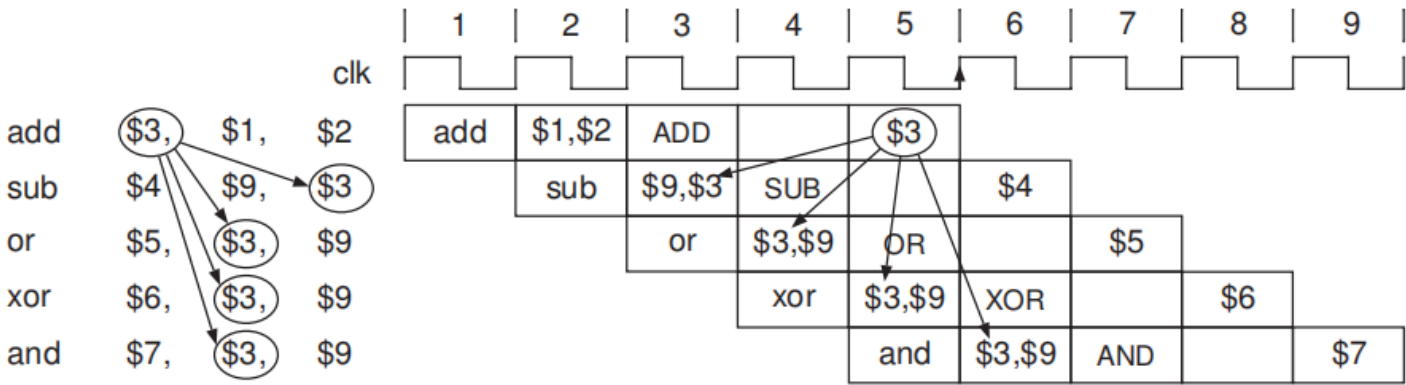 1 2 3 4 5 6 7 8 9
clk
add $3, $1, $2 add $1,$2 ADD $3
sub $4 $9, $3 sub $9,$3 SUB $4
or $5, $3, $9 or $3,$9 OR $5
xor $6, $3, $9 xor $3,$9 XOR $6
and $7, $3, $9 and $3,$9 AND $7